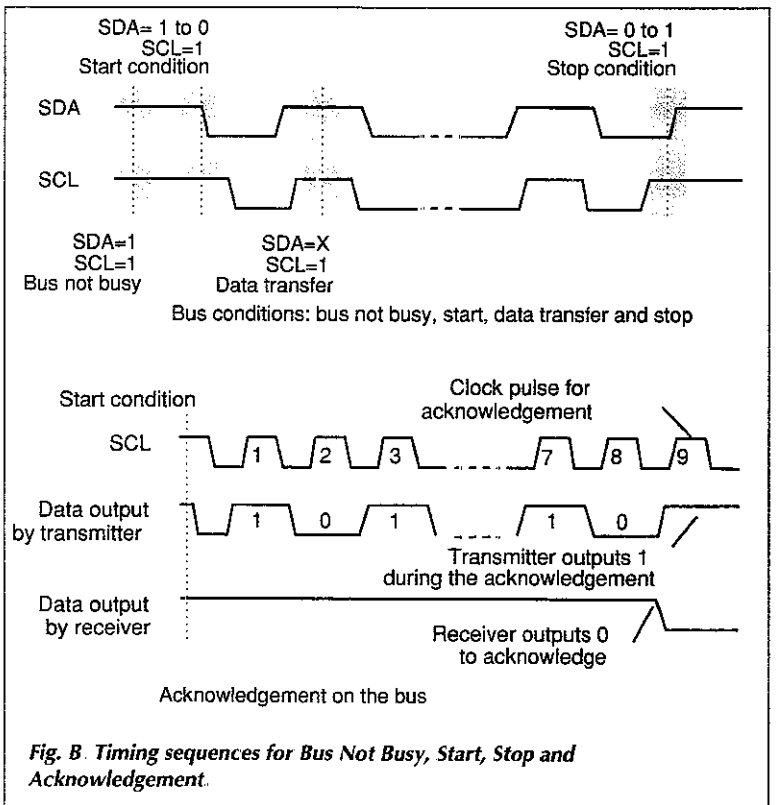 SDA= 1 to 0
SCL=1
Start condition
SDA= 0 to 1
SCL=1
Stop condition
SDA
SCL
SDA=1
SCL=1
Bus not busy
SDA=X
SCL=1
Data transfer
Bus conditions: bus not busy, start, data transfer and stop
Start condition
Clock pulse for
acknowledgement
SCL
1 2 3 7 8 9
Data output
by transmitter
1 0 1 1 0
Transmitter outputs 1
during the acknowledgement
Data output
by receiver
Receiver outputs 0
to acknowledge
Acknowledgement on the bus
Fig. B. Timing sequences for Bus Not Busy, Start, Stop and
Acknowledgement.